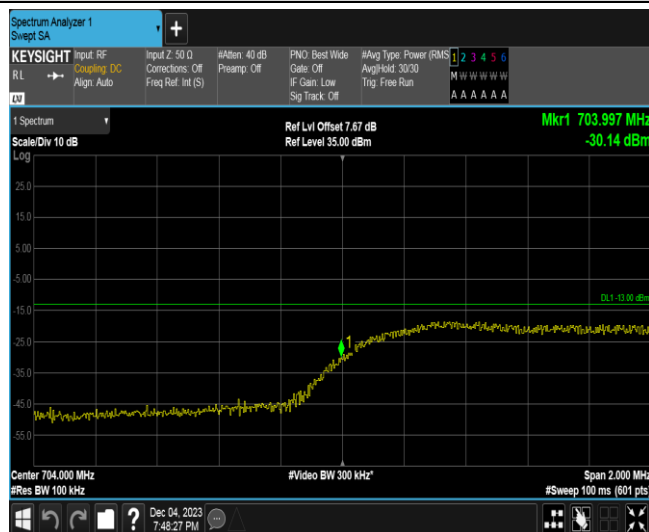 Spectrum Analyzer 1
Swept SA
+
KEYSIGHT
RL
LXI
Input: RF
Coupling: DC
Align: Auto
Input Z: 50 Ω
Corrections: Off
Freq Ref: Int (S)
#Atten: 40 dB
Preamp: Off
PNO: Best Wide
Gate: Off
IF Gain: Low
Sig Track: Off
#Avg Type: Power (RMS
Avg|Hold: 30/30
Trig: Free Run
1 2 3 4 5 6
M W W W W W
A A A A A A
1 Spectrum
Scale/Div 10 dB
Log
Ref Lvl Offset 7.67 dB
Ref Level 35.00 dBm
Mkr1 703.997 MHz
-30.14 dBm
25.0
15.0
5.00
-5.00
DL1 -13.00 dBm
-15.0
1
-25.0
-35.0
-45.0
-55.0
Center 704.000 MHz
#Res BW 100 kHz
#Video BW 300 kHz*
Span 2.000 MHz
#Sweep 100 ms (601 pts)
?
Dec 04, 2023
7:48:27 PM